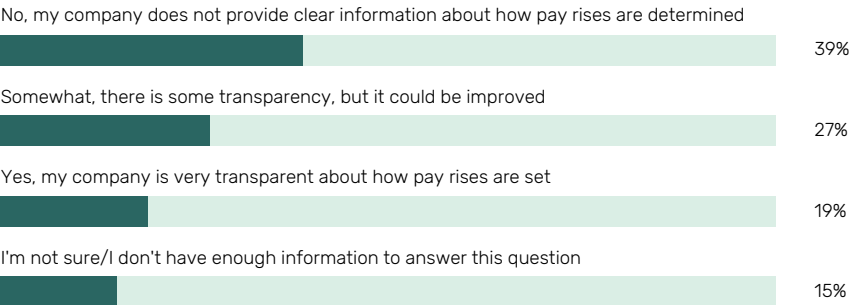 No, my company does not provide clear information about how pay rises are determined
39%
Somewhat, there is some transparency, but it could be improved
27%
Yes, my company is very transparent about how pay rises are set
19%
I'm not sure/I don't have enough information to answer this question
15%